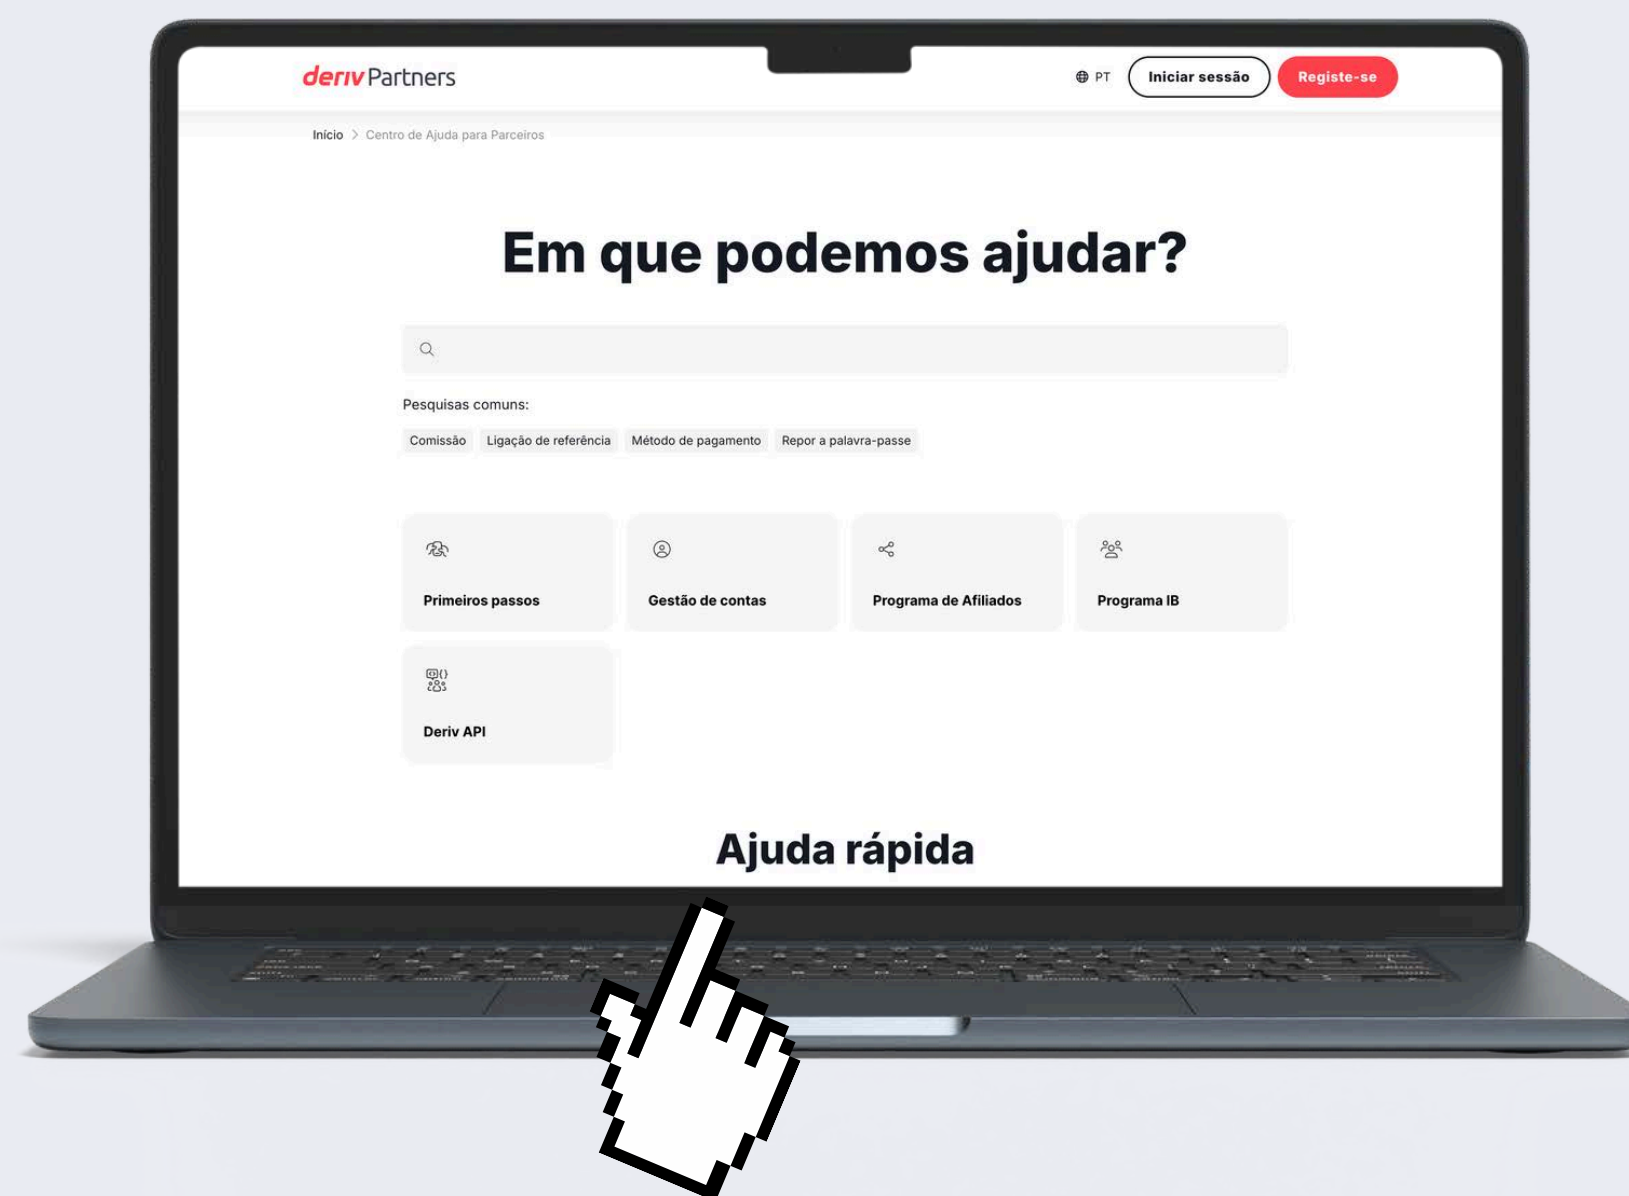 deriv Partners
PT
Iniciar sessão
Registe-se
Início > Centro de Ajuda para Parceiros
Em que podemos ajudar?
Pesquisas comuns:
Comissão Ligação de referência Método de pagamento Repor a palavra-passe
Primeiros passos
Gestão de contas
Programa de Afiliados
Programa IB
Deriv API
Ajuda rápida